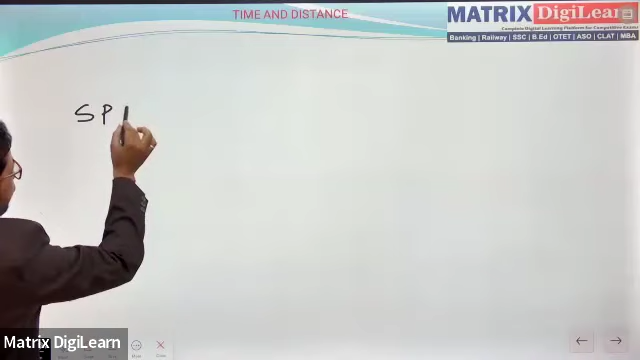 TIME AND DISTANCE
MATRIX DigiLearn
Complete Digital Learning Platform for Competitive Exams
Banking | Railway | SSC | B.Ed | OTET | ASO | CLAT | MBA
SP
Matrix DigiLearn